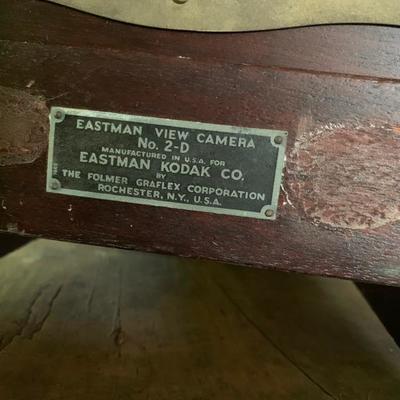 EASTMAN VIEW CAMERA
No. 2-D
MANUFACTURED IN U.S.A. FOR
EASTMAN KODAK CO.
BY
THE FOLMER GRAFLEX CORPORATION
ROCHESTER, N.Y., U.S.A.